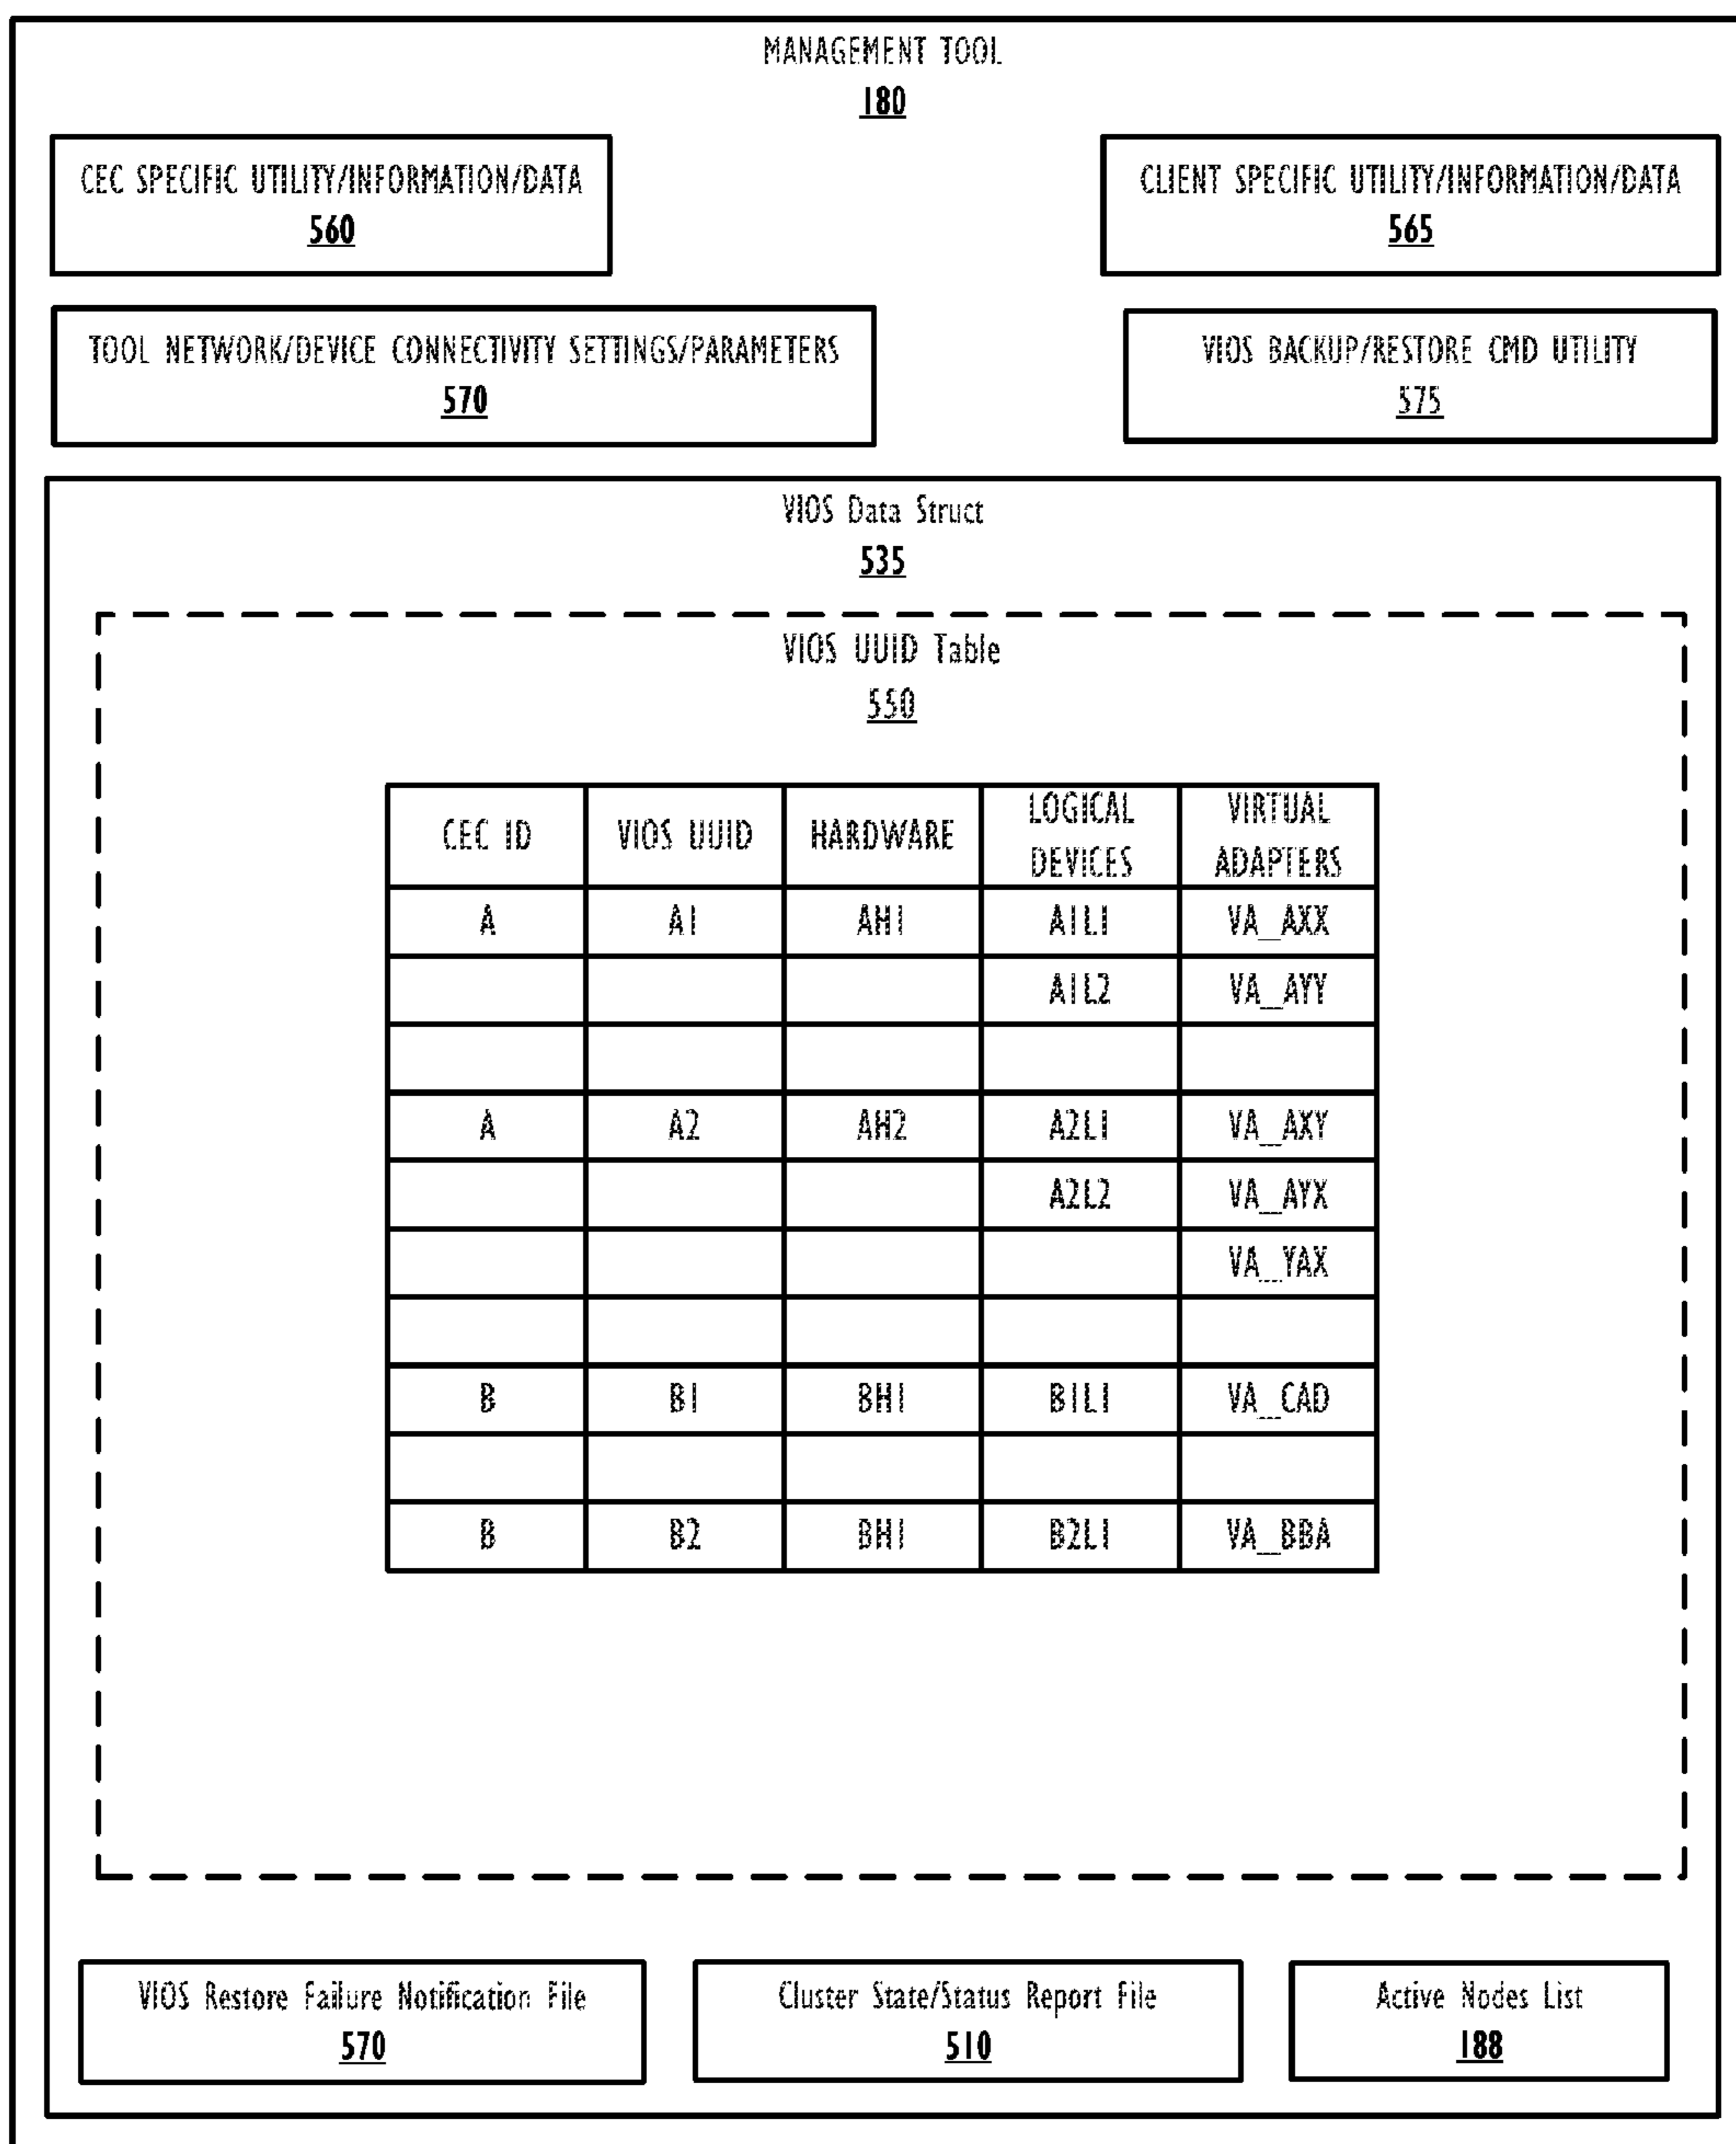 MANAGEMENT TOOL
180
CEC SPECIFIC UTILITY/INFORMATION/DATA
560
CLIENT SPECIFIC UTILITY/INFORMATION/DATA
565
TOOL NETWORK/DEVICE CONNECTIVITY SETTINGS/PARAMETERS
570
VIOS BACKUP/RESTORE CMD UTILITY
575
VIOS Data Struct
535
VIOS UUID Table
550
CEC ID VIOS UUID HARDWARE LOGICAL DEVICES VIRTUAL ADAPTERS
A A1 AH1 A1L1 VA_AXX
A1L2 VA_AYY
A A2 AH2 A2L1 VA_AXY
A2L2 VA_AYX
VA_YAX
B B1 BH1 B1L1 VA_CAD
B B2 BH1 B2L1 VA_BBA
VIOS Restore Failure Notification File
570
Cluster State/Status Report File
510
Active Nodes List
188